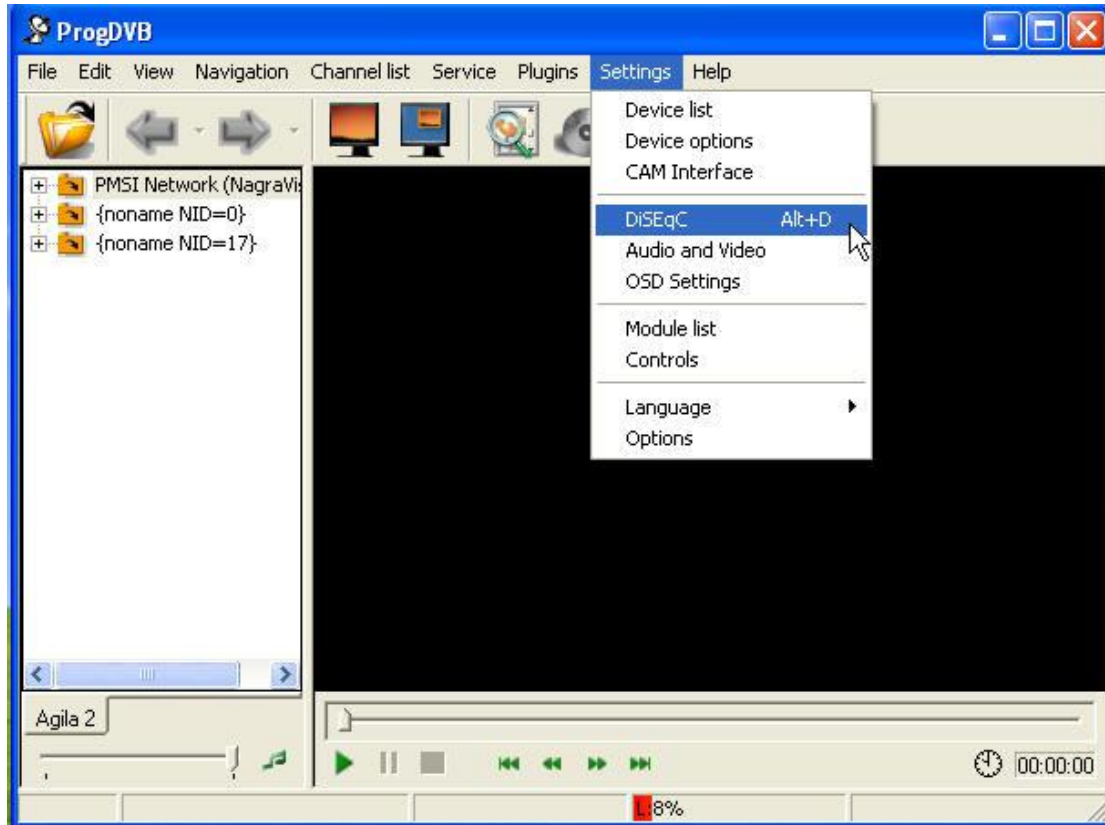 ProgDVB
File Edit View Navigation Channel list Service Plugins Settings Help
Device list
Device options
CAM Interface
DiSEqC Alt+D
Audio and Video
OSD Settings
Module list
Controls
Language
Options
PMSI Network (NagraVi
{noname NID=0}
{noname NID=17}
Agila 2
00:00:00
L:8%